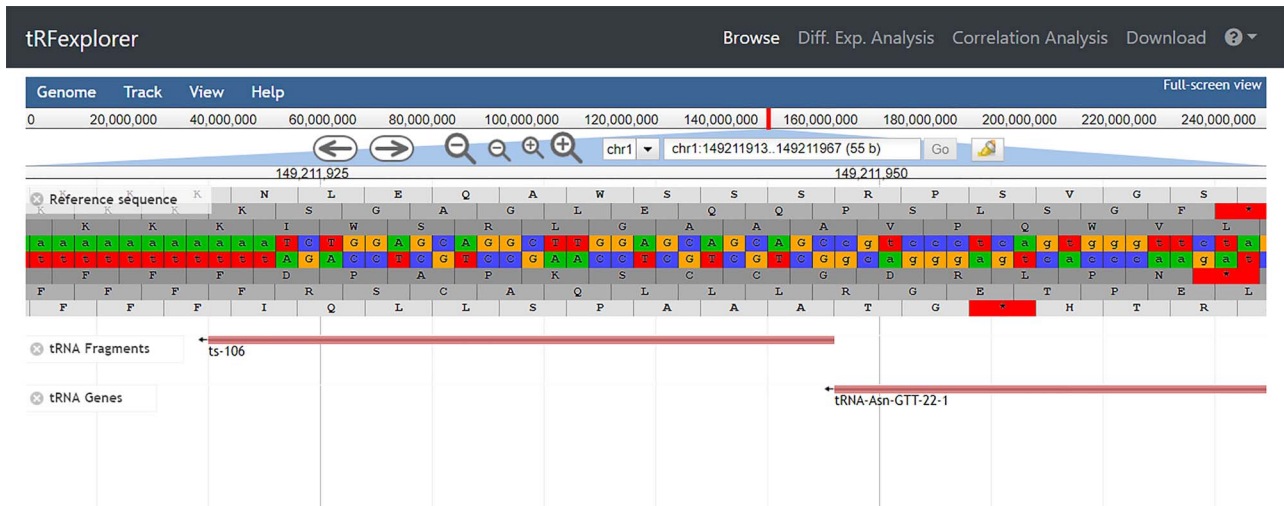 tRFexplorer Browse Diff. Exp. Analysis Correlation Analysis Download ?
Genome Track View Help Full-screen view
0 20,000,000 40,000,000 60,000,000 80,000,000 100,000,000 120,000,000 140,000,000 160,000,000 180,000,000 200,000,000 220,000,000 240,000,000
chr1 chr1:149211913..149211967 (55 b) Go
149,211,925 149,211,950
Reference sequence
K K K N L E Q A W S S S R P S V G S
K K K K S G A G L E Q Q P S L S G F *
K K K I W S R L G A A A V P Q W V L
a a a a a a a a a a a T C T G G A G C A G G C T T G G A G C A G C A G C c g t c c c t c a g t g g g t t c t a
t t t t t t t t t t t A G A C C T C G T C C G A A C C T C G T C G T C G g c a g g g a g t c a c c c a a g a t
F F F D P A P K S C C G D R L P N *
F F F F R S C A Q L L L R G E T P E L
F F F I Q L L S P A A A T G * H T R
tRNA Fragments
ts-106
tRNA Genes
tRNA-Asn-GTT-22-1